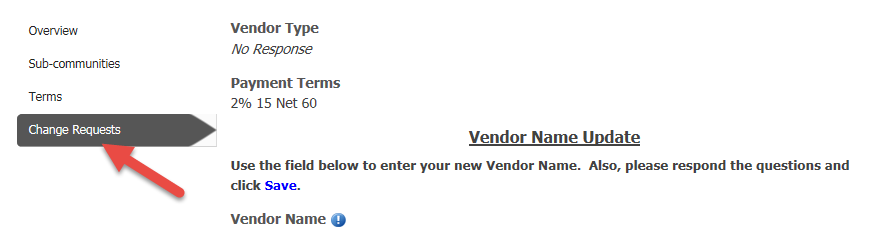 Overview
Sub-communities
Terms
Change Requests
Vendor Type
No Response
Payment Terms
2% 15 Net 60
Vendor Name Update
Use the field below to enter your new Vendor Name.  Also, please respond the questions and
click Save.
Vendor Name